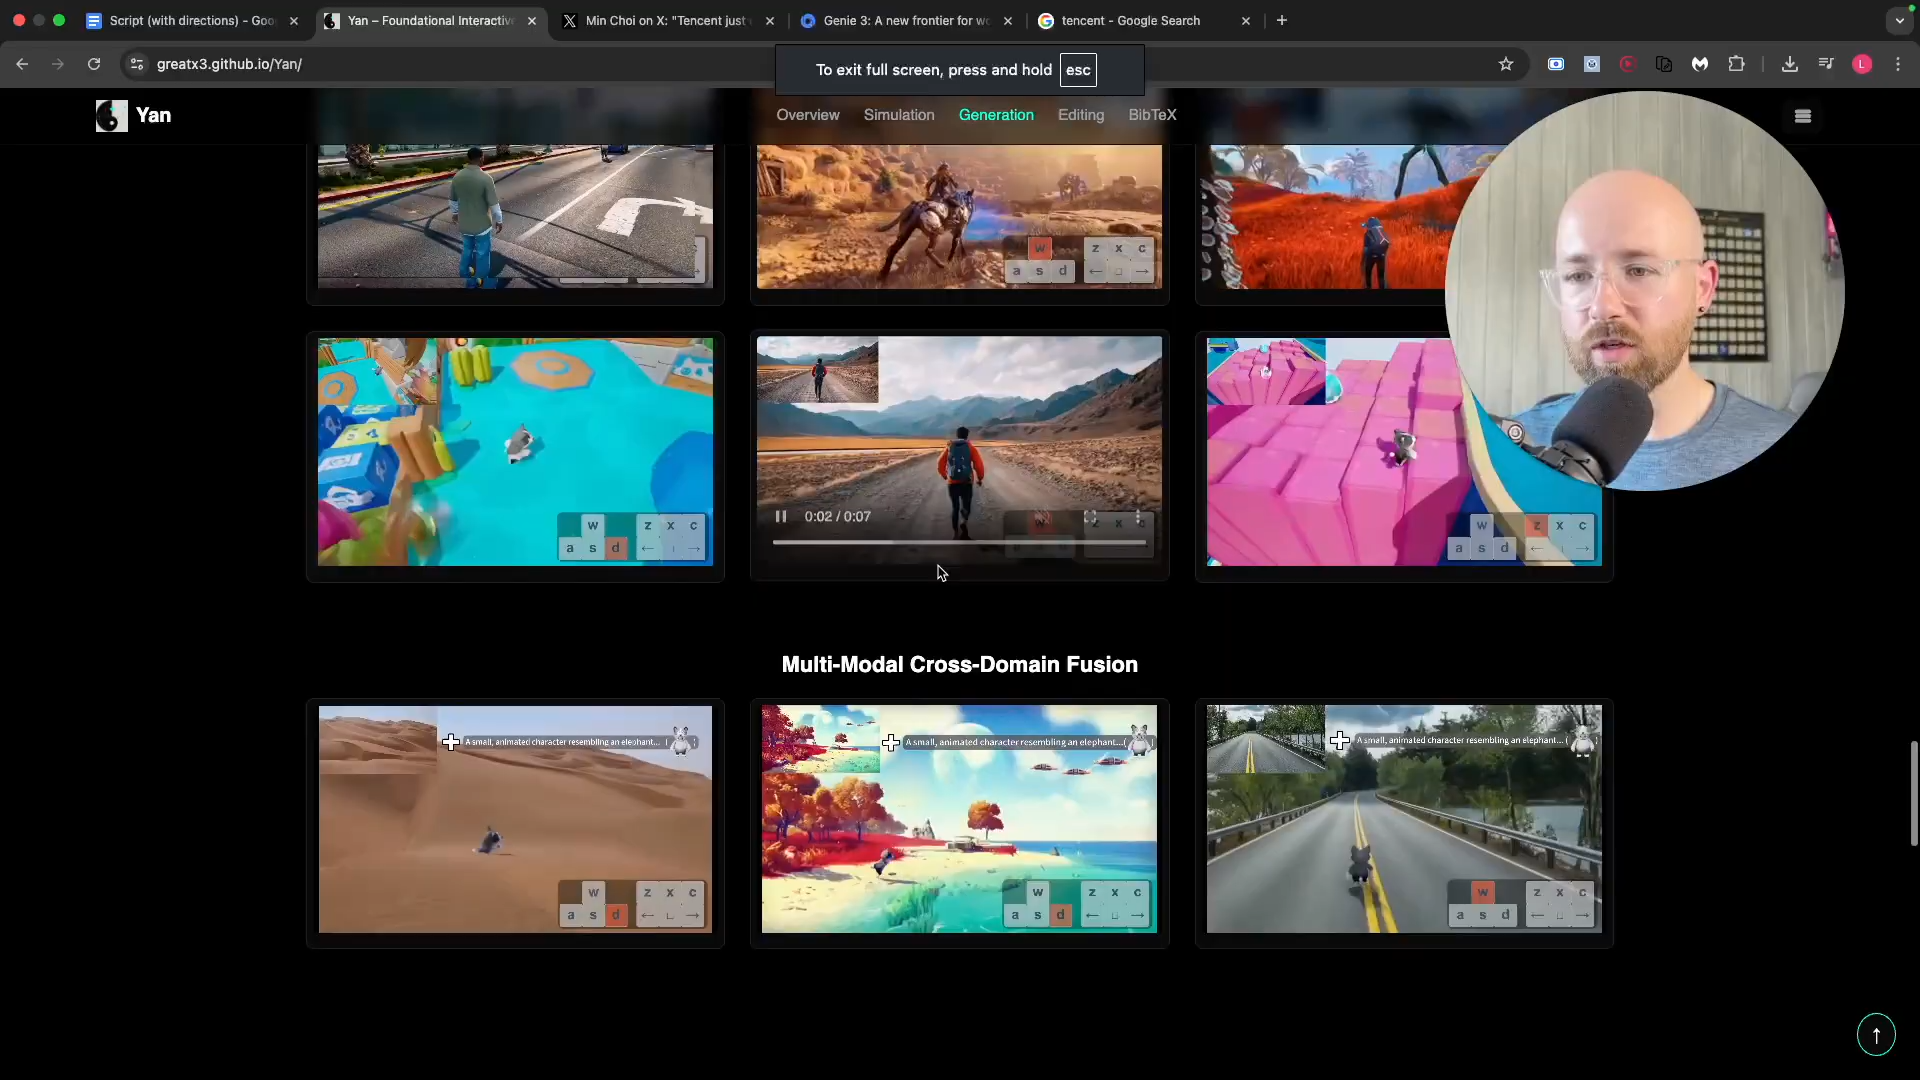 Script (with directions) - Goo
Yan – Foundational Interactive
Min Choi on X: "Tencent just
Genie 3: A new frontier for wo
tencent - Google Search
greatx3.github.io/Yan/
L
To exit full screen, press and hold esc
Yan
Overview
Simulation
Generation
Editing
BibTeX
w
z x c
a s d
w
z x c
a s d
0:02 / 0:07
w
z x c
a s d
Multi-Modal Cross-Domain Fusion
A small, animated character resembling an elephant... (
A small, animated character resembling an elephant...(
A small, animated character resembling an elephant... (
w
z x c
a s d
w
z x c
a s d
w
z x c
a s d